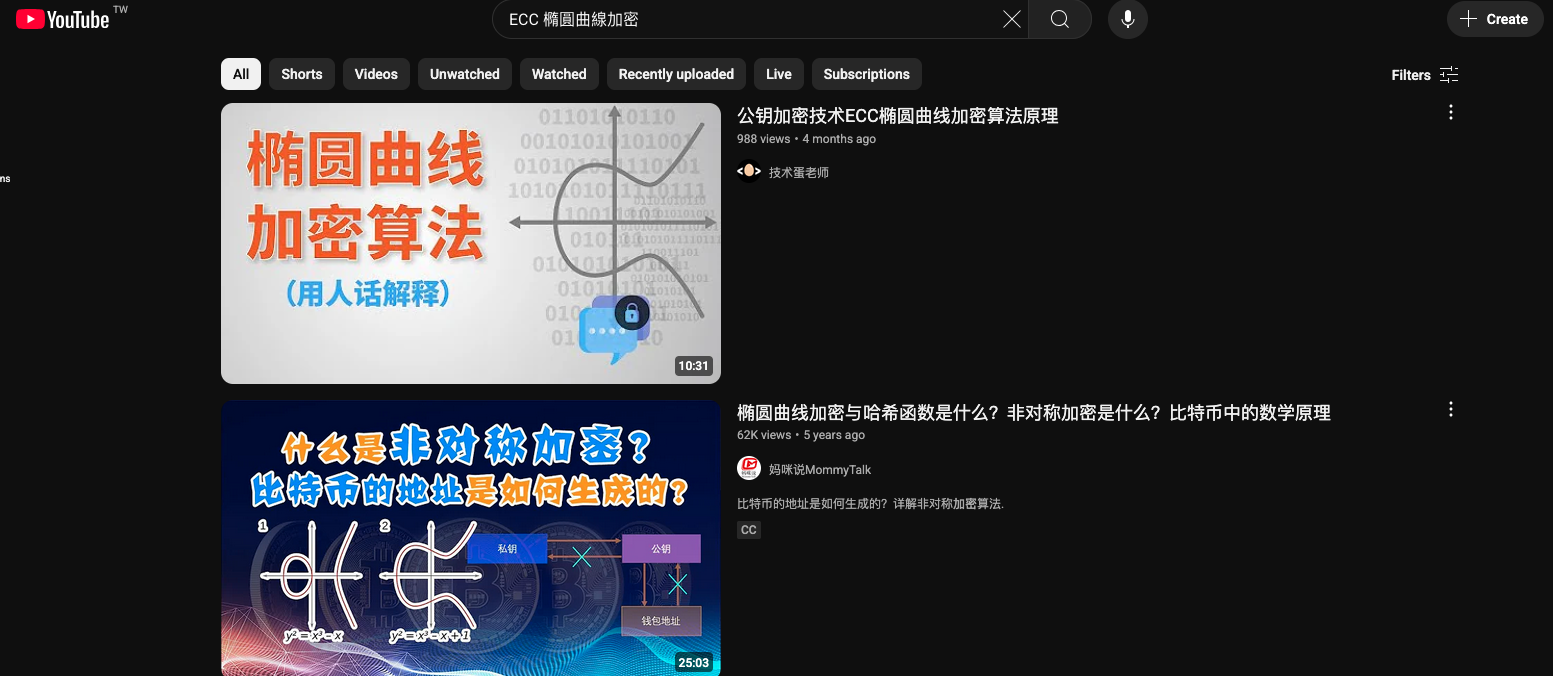 YouTube TW
ECC 橢圓曲線加密
Create
All
Shorts
Videos
Unwatched
Watched
Recently uploaded
Live
Subscriptions
Filters
ms
椭圆曲线
加密算法
(用人话解释)
10:31
公钥加密技术ECC椭圆曲线加密算法原理
988 views • 4 months ago
技术蛋老师
什么是非对称加密?
比特币的地址是如何生成的?
1
2
私钥
公钥
钱包地址
y²=x³-x
y²=x³-x+1
25:03
椭圆曲线加密与哈希函数是什么？非对称加密是什么？比特币中的数学原理
62K views • 5 years ago
妈咪说MommyTalk
比特币的地址是如何生成的？详解非对称加密算法.
CC